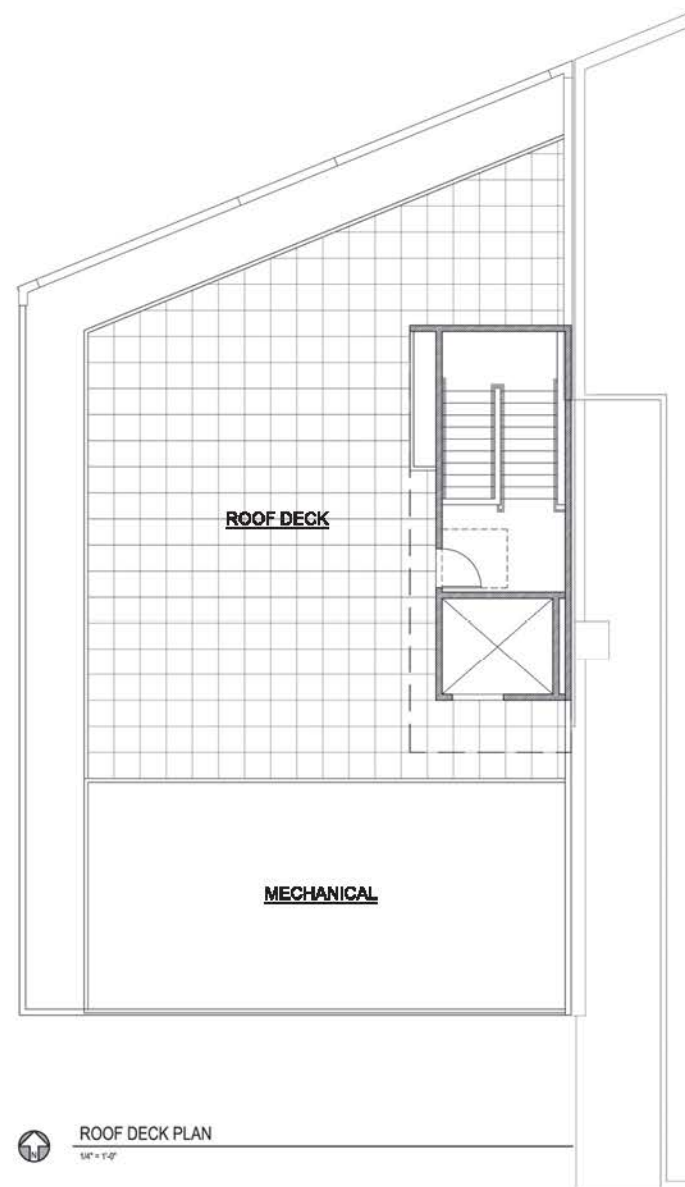 ROOF DECK
MECHANICAL
N
ROOF DECK PLAN
1/4" = 1'-0"